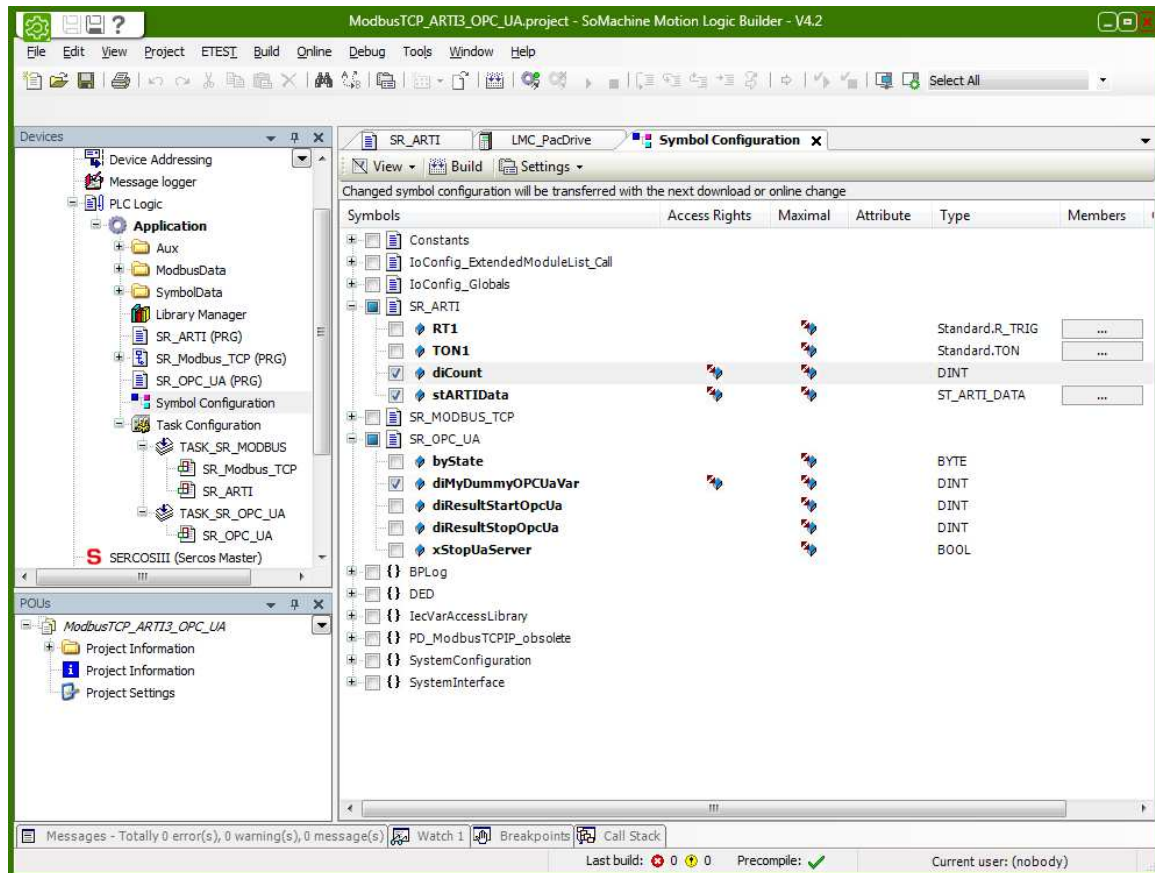 ModbusTCP_ARTI3_OPC_UA.project - SoMachine Motion Logic Builder - V4.2
File Edit View Project ETEST Build Online Debug Tools Window Help
Select All
Devices
Device Addressing
Message logger
PLC Logic
Application
Aux
ModbusData
SymbolData
Library Manager
SR_ARTI (PRG)
SR_Modbus_TCP (PRG)
SR_OPC_UA (PRG)
Symbol Configuration
Task Configuration
TASK_SR_MODBUS
SR_Modbus_TCP
SR_ARTI
TASK_SR_OPC_UA
SR_OPC_UA
SERCOSIII (Sercos Master)
POUs
ModbusTCP_ARTI3_OPC_UA
Project Information
Project Information
Project Settings
SR_ARTI LMC_PacDrive Symbol Configuration
View Build Settings
Changed symbol configuration will be transferred with the next download or online change
Symbols Access Rights Maximal Attribute Type Members
Constants
IoConfig_ExtendedModuleList_Call
IoConfig_Globals
SR_ARTI
RT1 Standard.R_TRIG ...
TON1 Standard.TON ...
diCount DINT
stARTIData ST_ARTI_DATA ...
SR_MODBUS_TCP
SR_OPC_UA
byState BYTE
diMyDummyOPCUaVar DINT
diResultStartOpcUa DINT
diResultStopOpcUa DINT
xStopUaServer BOOL
{} BPLog
{} DED
{} IecVarAccessLibrary
{} PD_ModbusTCPIP_obsolete
{} SystemConfiguration
{} SystemInterface
Messages - Totally 0 error(s), 0 warning(s), 0 message(s) Watch 1 Breakpoints Call Stack
Last build: 0 0 Precompile: Current user: (nobody)